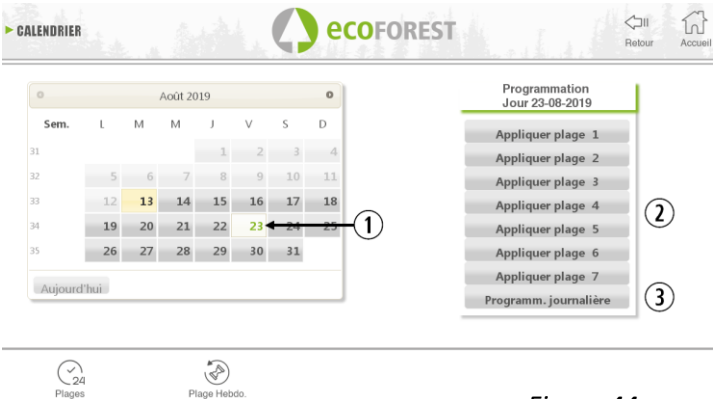 CALENDRIER
ecoforest
Retour
Accueil
Août 2019
Sem. L M M J V S D
31 1 2 3 4
32 5 6 7 8 9 10 11
33 12 13 14 15 16 17 18
34 19 20 21 22 23 24 25
35 26 27 28 29 30 31
Aujourd'hui
1
Programmation
Jour 23-08-2019
Appliquer plage 1
Appliquer plage 2
Appliquer plage 3
Appliquer plage 4
Appliquer plage 5
Appliquer plage 6
Appliquer plage 7
Programm. journalière
2
3
24
Plages
Plage Hebdo.